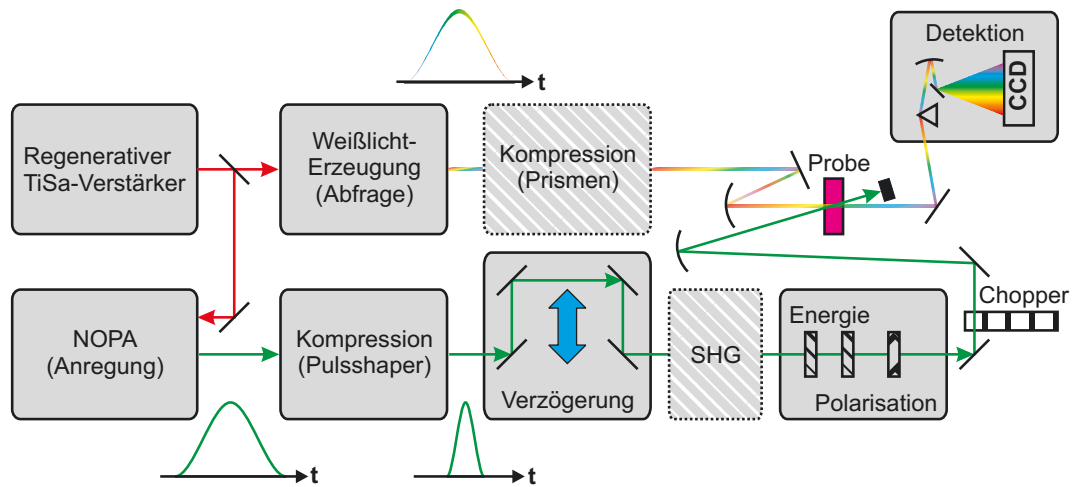 Detektion
CCD
t
Regenerativer
TiSa-Verstärker
Weißlicht-
Erzeugung
(Abfrage)
Kompression
(Prismen)
Probe
NOPA
(Anregung)
Kompression
(Pulsshaper)
Verzögerung
SHG
Energie
Polarisation
Chopper
t
t